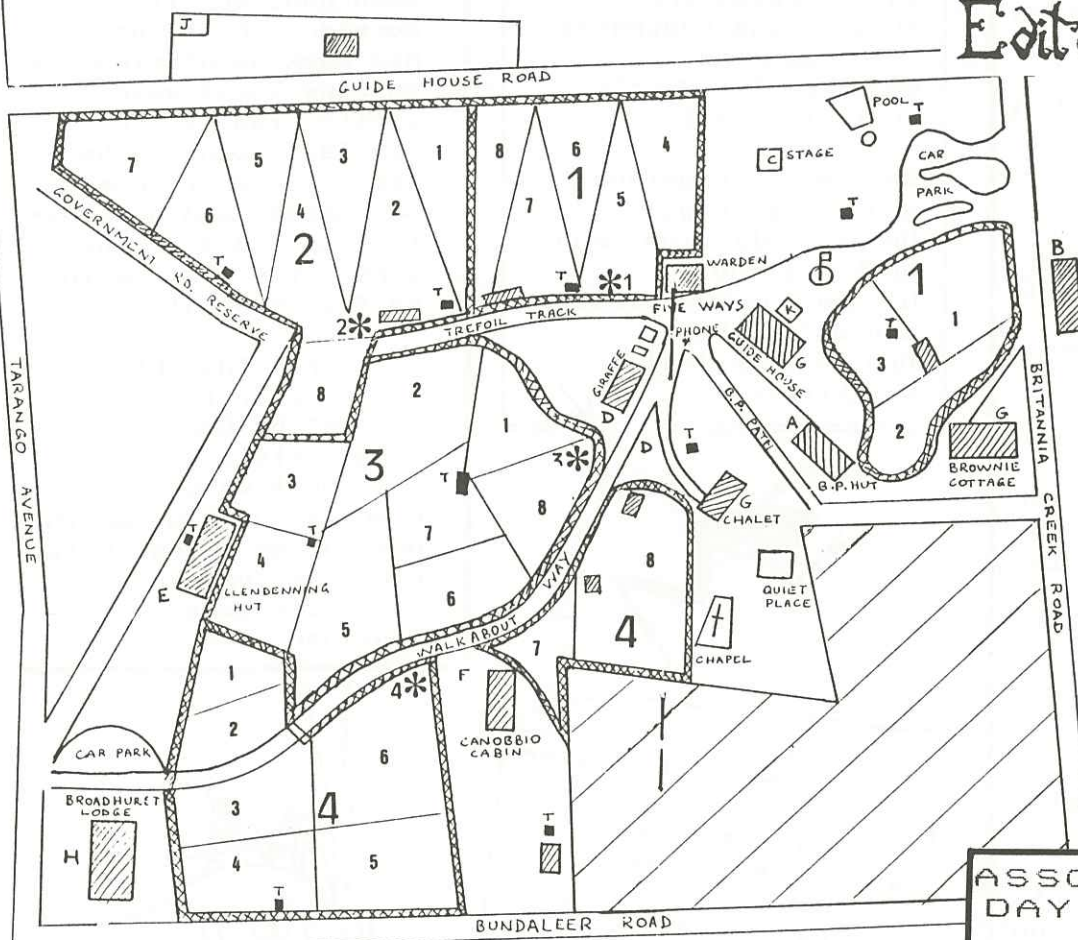 Edit
J
GUIDE HOUSE ROAD
POOL
T
C STAGE
CAR
PARK
T
7
5
3
1
8
6
4
1
6
4
2
7
5
2
GOVERNMENT RD. RESERVE
T
T
T
*1
WARDEN
B
1
2*
TREFOIL TRACK
FIVE WAYS
PHONE
K
GUIDE HOUSE
G
T
1
3
2
GIRAFFE
D
D
T
B.P. PATH
A
B.P. HUT
G
BROWNIE
COTTAGE
BRITANNIA
CREEK ROAD
TARANGO
AVENUE
8
2
1
3
3
T
3*
8
7
T
4
T
E
LLENDENNING
HUT
5
6
WALKABOUT
WAY
G
CHALET
8
4
7
QUIET
PLACE
CHAPEL
1
2
4*
F
CANOBBIO
CABIN
6
CAR PARK
BROADHURST
LODGE
H
3
4
4
5
T
T
BUNDALEER ROAD
ASSO
DAY